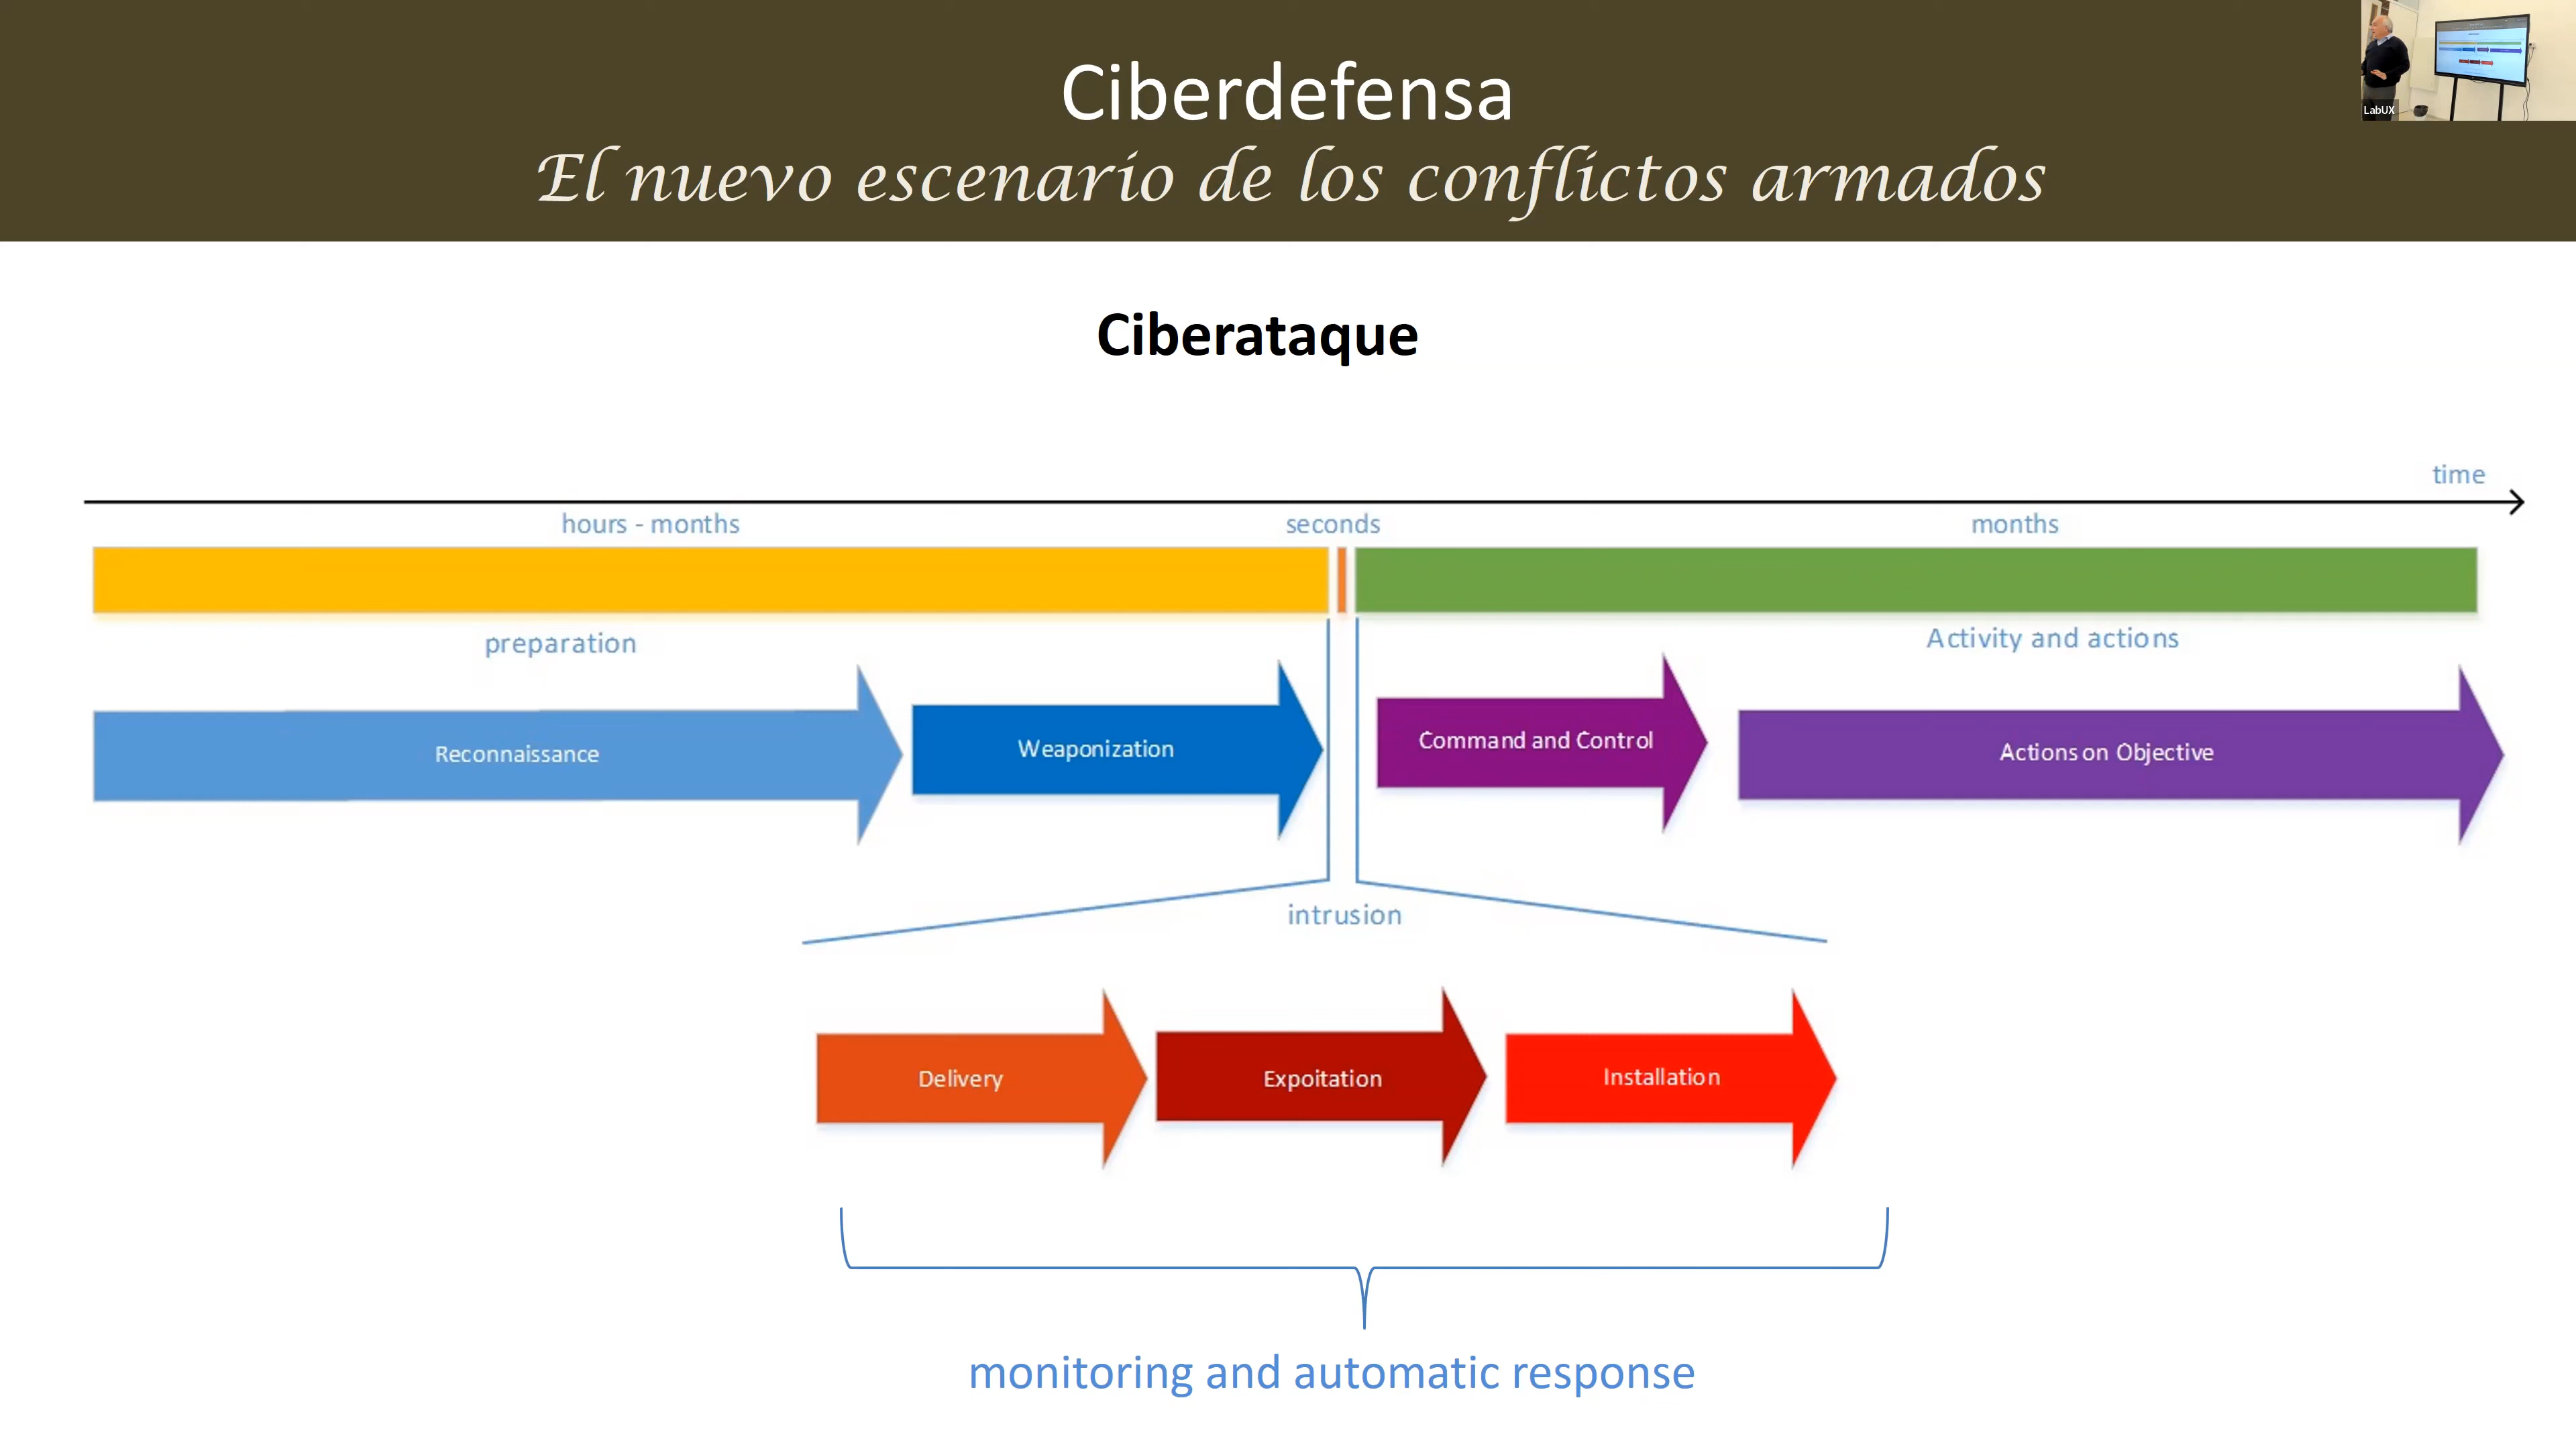 Ciberdefensa
El nuevo escenario de los conflictos armados
LabUX
Ciberataque
time
hours - months
seconds
months
preparation
Activity and actions
Reconnaissance
Weaponization
Command and Control
Actions on Objective
intrusion
Delivery
Expoitation
Installation
monitoring and automatic response